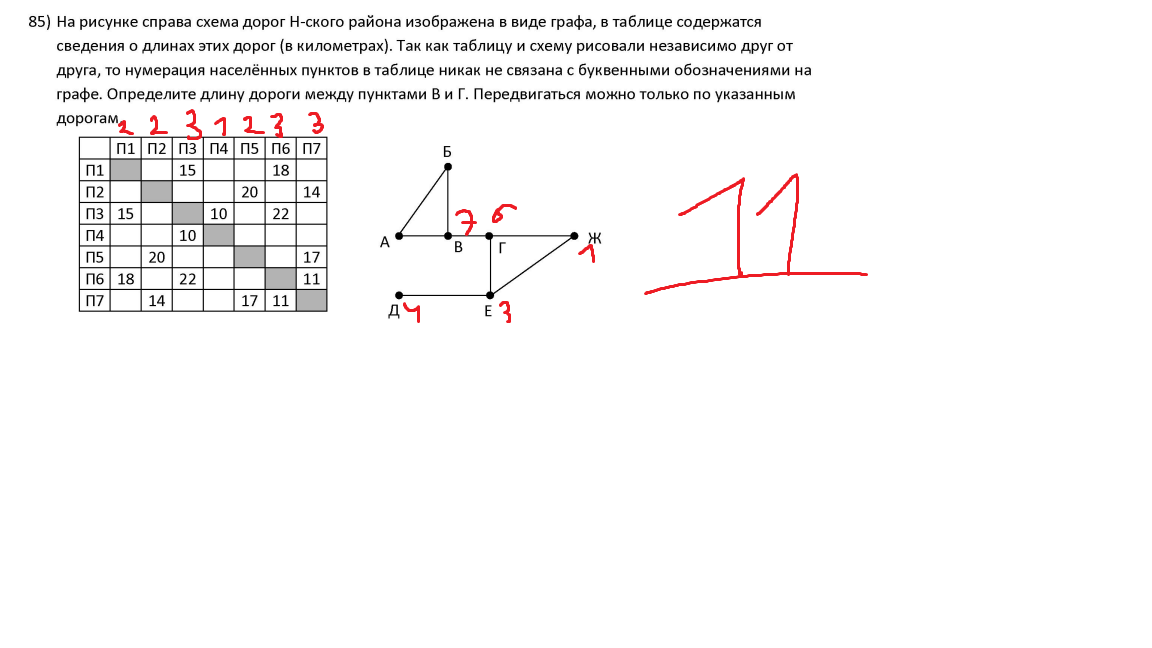 85) На рисунке справа схема дорог Н-ского района изображена в виде графа, в таблице содержатся
сведения о длинах этих дорог (в километрах). Так как таблицу и схему рисовали независимо друг от
друга, то нумерация населённых пунктов в таблице никак не связана с буквенными обозначениями на
графе. Определите длину дороги между пунктами В и Г. Передвигаться можно только по указанным
дорогам.
2 2 3 1 2 3 3
П1 П2 П3 П4 П5 П6 П7
П1 15 18
П2 20 14
П3 15 10 22
П4 10
П5 20 17
П6 18 22 11
П7 14 17 11
Б
7 6
А В Г Ж
1
Д 4 Е 3
11